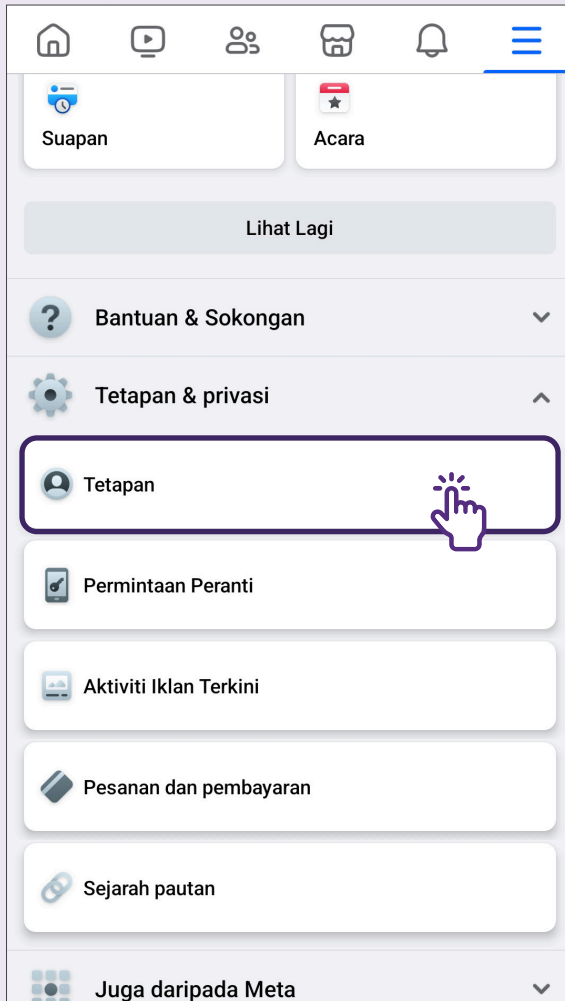 Suapan
Acara
Lihat Lagi
Bantuan & Sokongan
Tetapan & privasi
Tetapan
Permintaan Peranti
Aktiviti Iklan Terkini
Pesanan dan pembayaran
Sejarah pautan
Juga daripada Meta